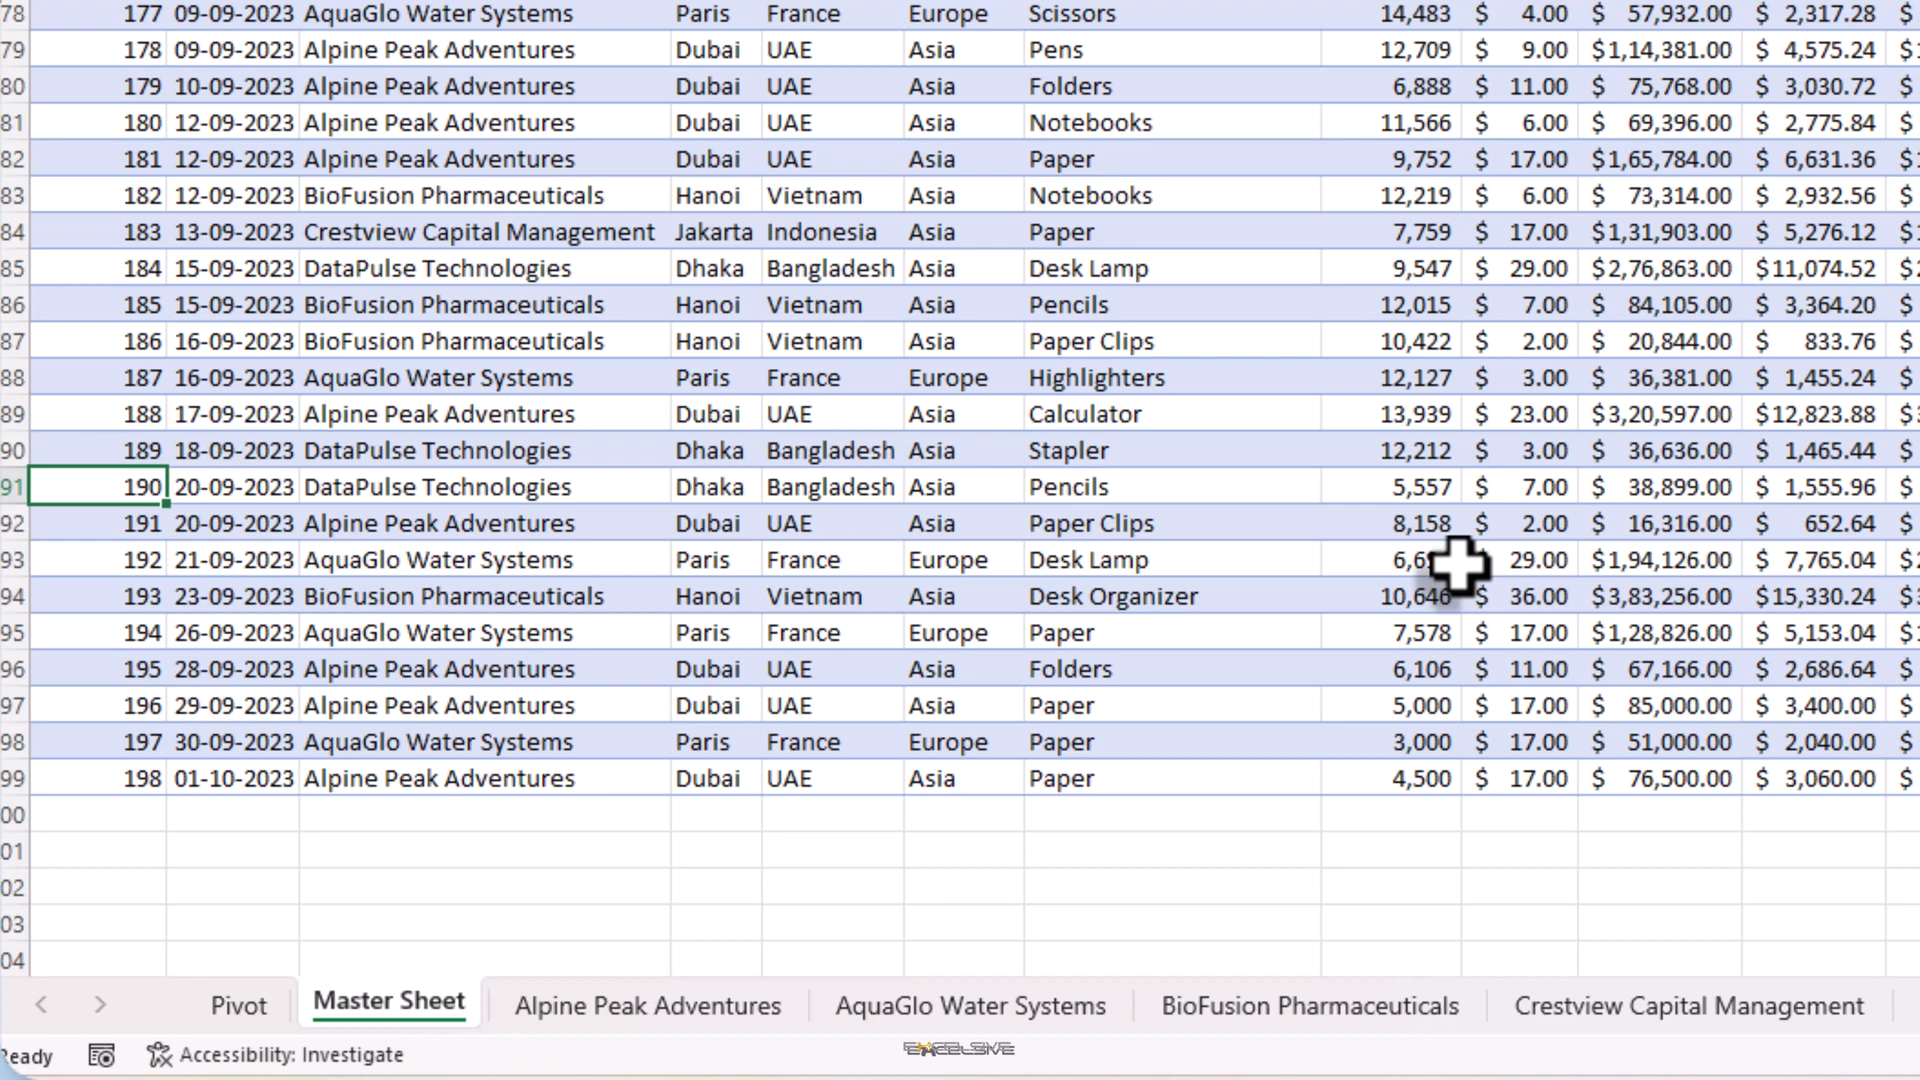 78 177 09-09-2023 AquaGlo Water Systems Paris France Europe Scissors 14,483 $ 4.00 $ 57,932.00 $ 2,317.28 $
79 178 09-09-2023 Alpine Peak Adventures Dubai UAE Asia Pens 12,709 $ 9.00 $1,14,381.00 $ 4,575.24 $
80 179 10-09-2023 Alpine Peak Adventures Dubai UAE Asia Folders 6,888 $ 11.00 $ 75,768.00 $ 3,030.72 $
81 180 12-09-2023 Alpine Peak Adventures Dubai UAE Asia Notebooks 11,566 $ 6.00 $ 69,396.00 $ 2,775.84 $
82 181 12-09-2023 Alpine Peak Adventures Dubai UAE Asia Paper 9,752 $ 17.00 $1,65,784.00 $ 6,631.36 $
83 182 12-09-2023 BioFusion Pharmaceuticals Hanoi Vietnam Asia Notebooks 12,219 $ 6.00 $ 73,314.00 $ 2,932.56 $
84 183 13-09-2023 Crestview Capital Management Jakarta Indonesia Asia Paper 7,759 $ 17.00 $1,31,903.00 $ 5,276.12 $
85 184 15-09-2023 DataPulse Technologies Dhaka Bangladesh Asia Desk Lamp 9,547 $ 29.00 $2,76,863.00 $11,074.52 $
86 185 15-09-2023 BioFusion Pharmaceuticals Hanoi Vietnam Asia Pencils 12,015 $ 7.00 $ 84,105.00 $ 3,364.20 $
87 186 16-09-2023 BioFusion Pharmaceuticals Hanoi Vietnam Asia Paper Clips 10,422 $ 2.00 $ 20,844.00 $ 833.76 $
88 187 16-09-2023 AquaGlo Water Systems Paris France Europe Highlighters 12,127 $ 3.00 $ 36,381.00 $ 1,455.24 $
89 188 17-09-2023 Alpine Peak Adventures Dubai UAE Asia Calculator 13,939 $ 23.00 $3,20,597.00 $12,823.88 $
90 189 18-09-2023 DataPulse Technologies Dhaka Bangladesh Asia Stapler 12,212 $ 3.00 $ 36,636.00 $ 1,465.44 $
91 190 20-09-2023 DataPulse Technologies Dhaka Bangladesh Asia Pencils 5,557 $ 7.00 $ 38,899.00 $ 1,555.96 $
92 191 20-09-2023 Alpine Peak Adventures Dubai UAE Asia Paper Clips 8,158 $ 2.00 $ 16,316.00 $ 652.64 $
93 192 21-09-2023 AquaGlo Water Systems Paris France Europe Desk Lamp 29.00 $1,94,126.00 $ 7,765.04 $
94 193 23-09-2023 BioFusion Pharmaceuticals Hanoi Vietnam Asia Desk Organizer 10,646 $ 36.00 $3,83,256.00 $15,330.24 $
95 194 26-09-2023 AquaGlo Water Systems Paris France Europe Paper 7,578 $ 17.00 $1,28,826.00 $ 5,153.04 $
96 195 28-09-2023 Alpine Peak Adventures Dubai UAE Asia Folders 6,106 $ 11.00 $ 67,166.00 $ 2,686.64 $
97 196 29-09-2023 Alpine Peak Adventures Dubai UAE Asia Paper 5,000 $ 17.00 $ 85,000.00 $ 3,400.00 $
98 197 30-09-2023 AquaGlo Water Systems Paris France Europe Paper 3,000 $ 17.00 $ 51,000.00 $ 2,040.00 $
99 198 01-10-2023 Alpine Peak Adventures Dubai UAE Asia Paper 4,500 $ 17.00 $ 76,500.00 $ 3,060.00 $
00
01
02
03
04
Pivot Master Sheet Alpine Peak Adventures AquaGlo Water Systems BioFusion Pharmaceuticals Crestview Capital Management
Ready Accessibility: Investigate EXCELSIVE